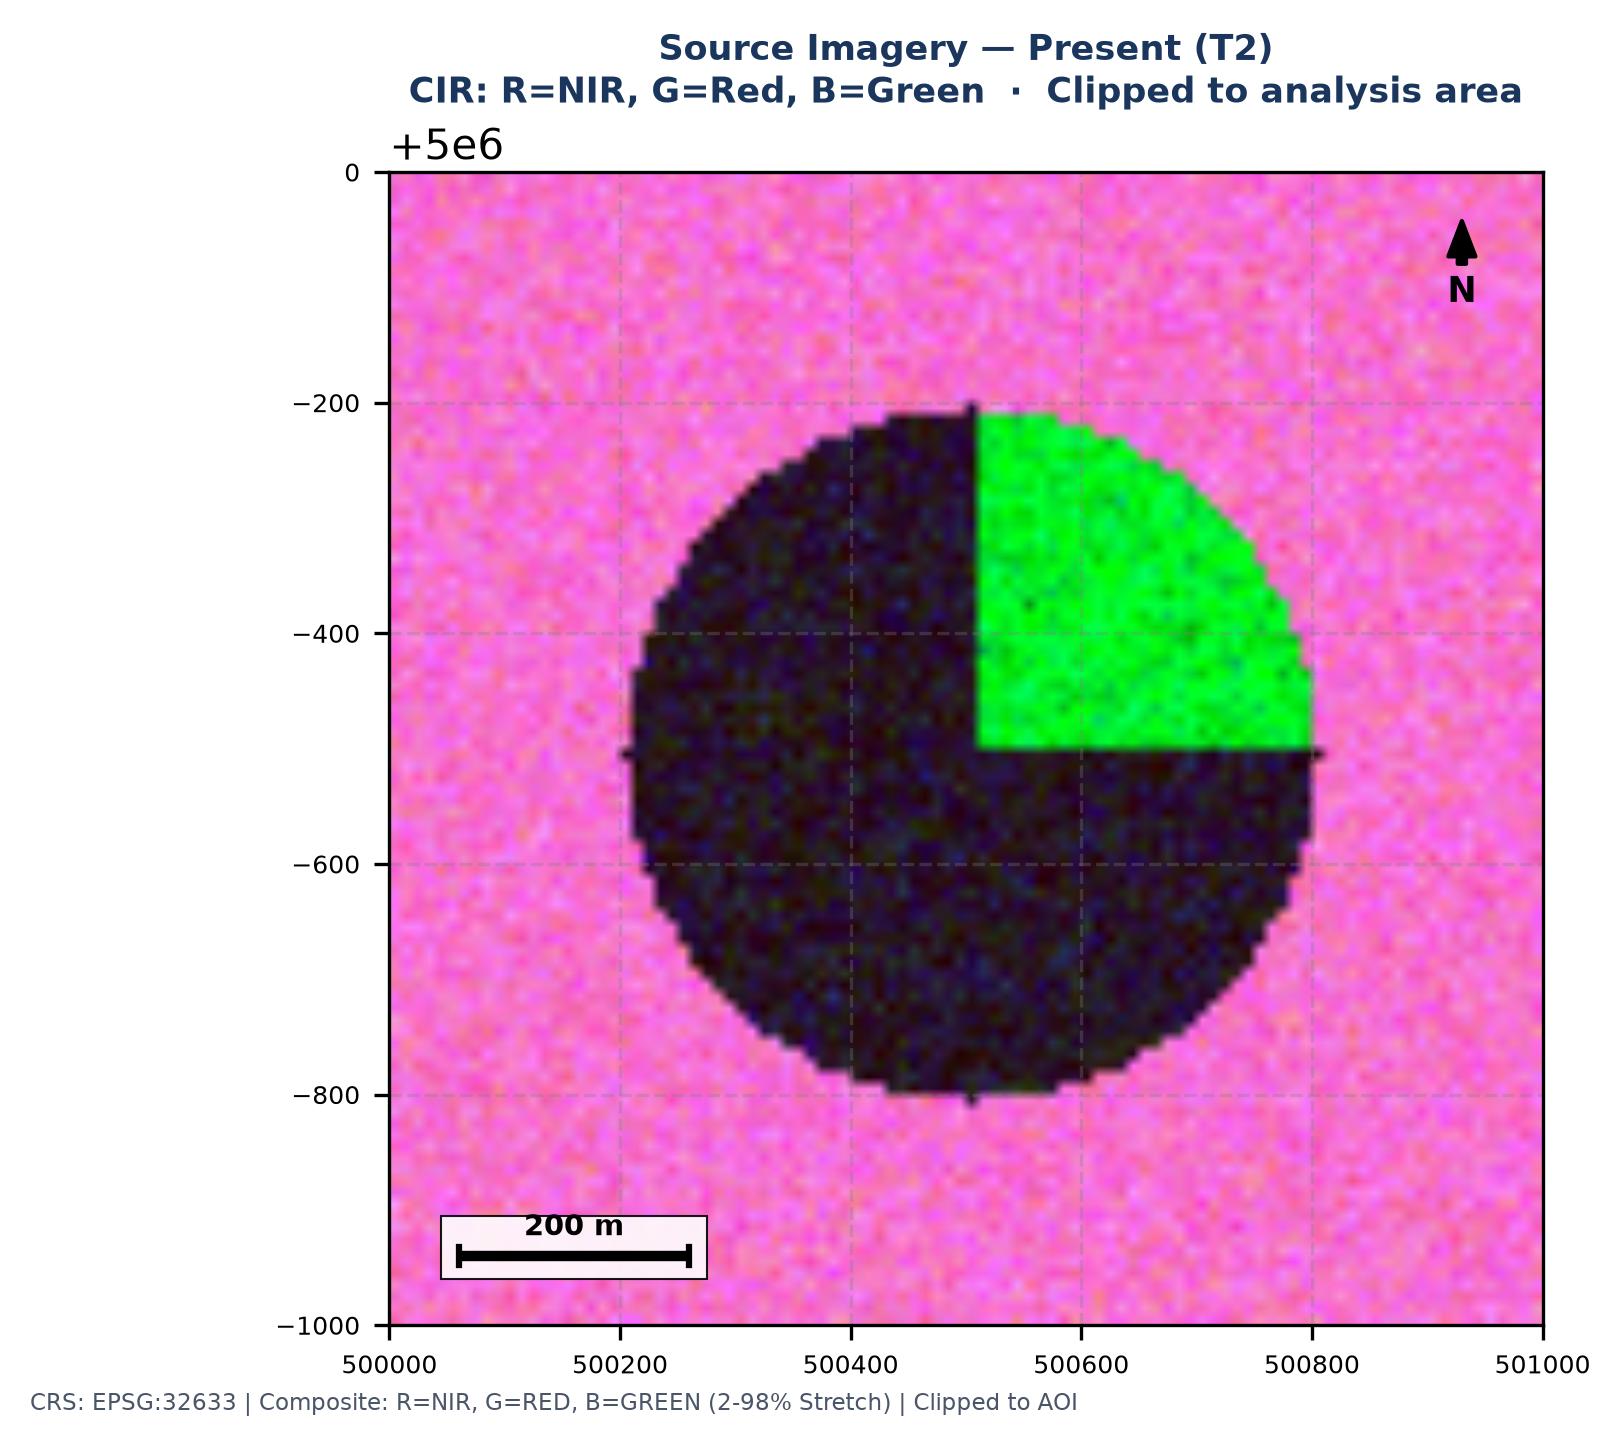 Source Imagery — Present (T2)
CIR: R=NIR, G=Red, B=Green · Clipped to analysis area
+5e6
0
N
−200
−400
−600
−800
200 m
−1000
500000 500200 500400 500600 500800 501000
CRS: EPSG:32633 | Composite: R=NIR, G=RED, B=GREEN (2-98% Stretch) | Clipped to AOI